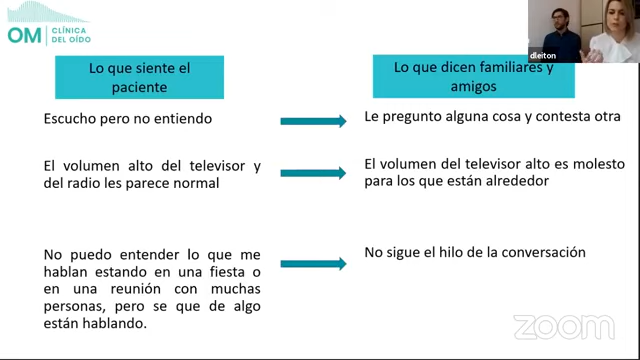 OM CLÍNICA
DEL OÍDO
dleiton
Lo que siente el
paciente
Lo que dicen familiares y
amigos
Escucho pero no entiendo
Le pregunto alguna cosa y contesta otra
El volumen alto del televisor y
del radio les parece normal
El volumen del televisor alto es molesto
para los que están alrededor
No puedo entender lo que me
hablan estando en una fiesta o
en una reunión con muchas
personas, pero se que de algo
están hablando.
No sigue el hilo de la conversación
zoom